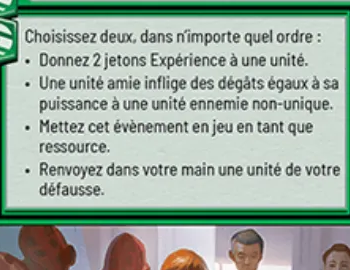 Choisissez deux, dans n'importe quel ordre :
• Donnez 2 jetons Expérience à une unité.
• Une unité amie inflige des dégâts égaux à sa
puissance à une unité ennemie non-unique.
• Mettez cet évènement en jeu en tant que
ressource.
• Renvoyez dans votre main une unité de votre
défausse.